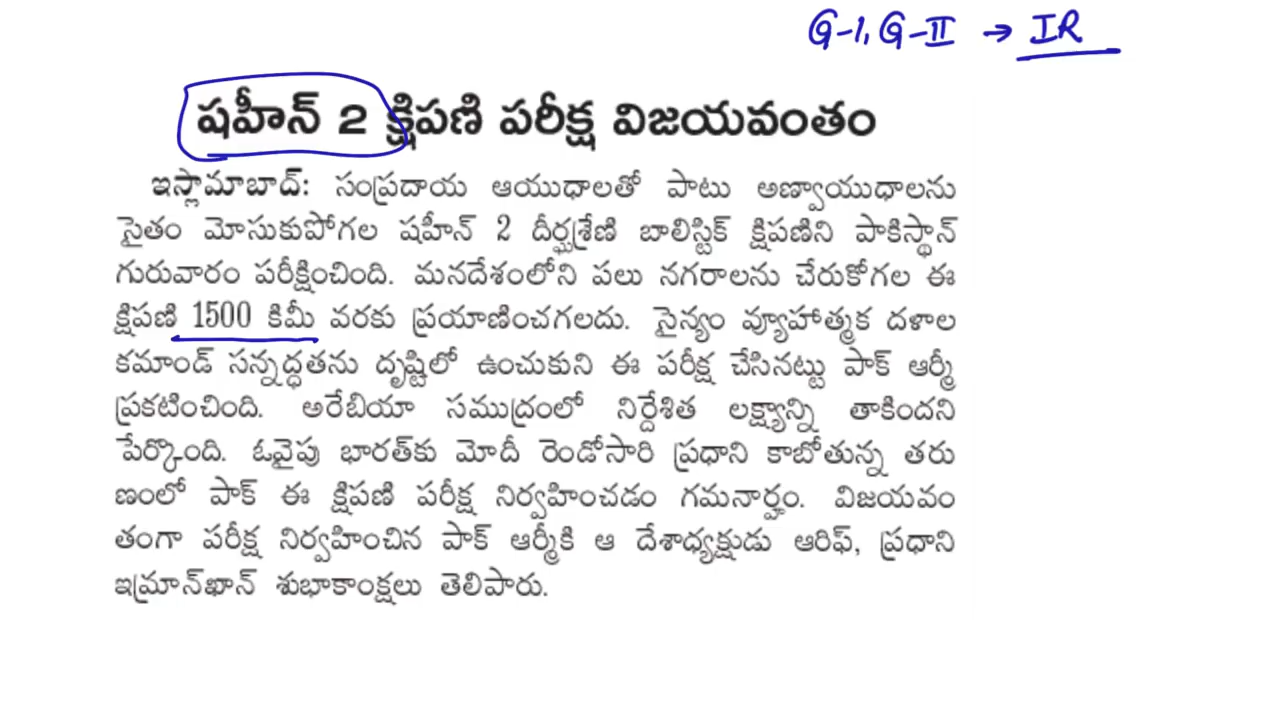 G-I, G-II → IR
షహీన్ 2 క్షిపణి పరీక్ష విజయవంతం
ఇస్లామాబాద్: సంప్రదాయ ఆయుధాలతో పాటు అణ్వాయుధాలను
సైతం మోసుకుపోగల షహీన్ 2 దీర్ఘశ్రేణి బాలిస్టిక్ క్షిపణిని పాకిస్థాన్
గురువారం పరీక్షించింది. మనదేశంలోని పలు నగరాలను చేరుకోగల ఈ
క్షిపణి 1500 కిమీ వరకు ప్రయాణించగలదు. సైన్యం వ్యూహాత్మక దళాల
కమాండ్ సన్నద్ధతను దృష్టిలో ఉంచుకుని ఈ పరీక్ష చేసినట్టు పాక్ ఆర్మీ
ప్రకటించింది. అరేబియా సముద్రంలో నిర్దేశిత లక్ష్యాన్ని తాకిందని
పేర్కొంది. ఓవైపు భారత్‌కు మోదీ రెండోసారి ప్రధాని కాబోతున్న తరు
ణంలో పాక్ ఈ క్షిపణి పరీక్ష నిర్వహించడం గమనార్హం. విజయవం
తంగా పరీక్ష నిర్వహించిన పాక్ ఆర్మీకి ఆ దేశాధ్యక్షుడు ఆరిఫ్, ప్రధాని
ఇమ్రాన్‌ఖాన్ శుభాకాంక్షలు తెలిపారు.